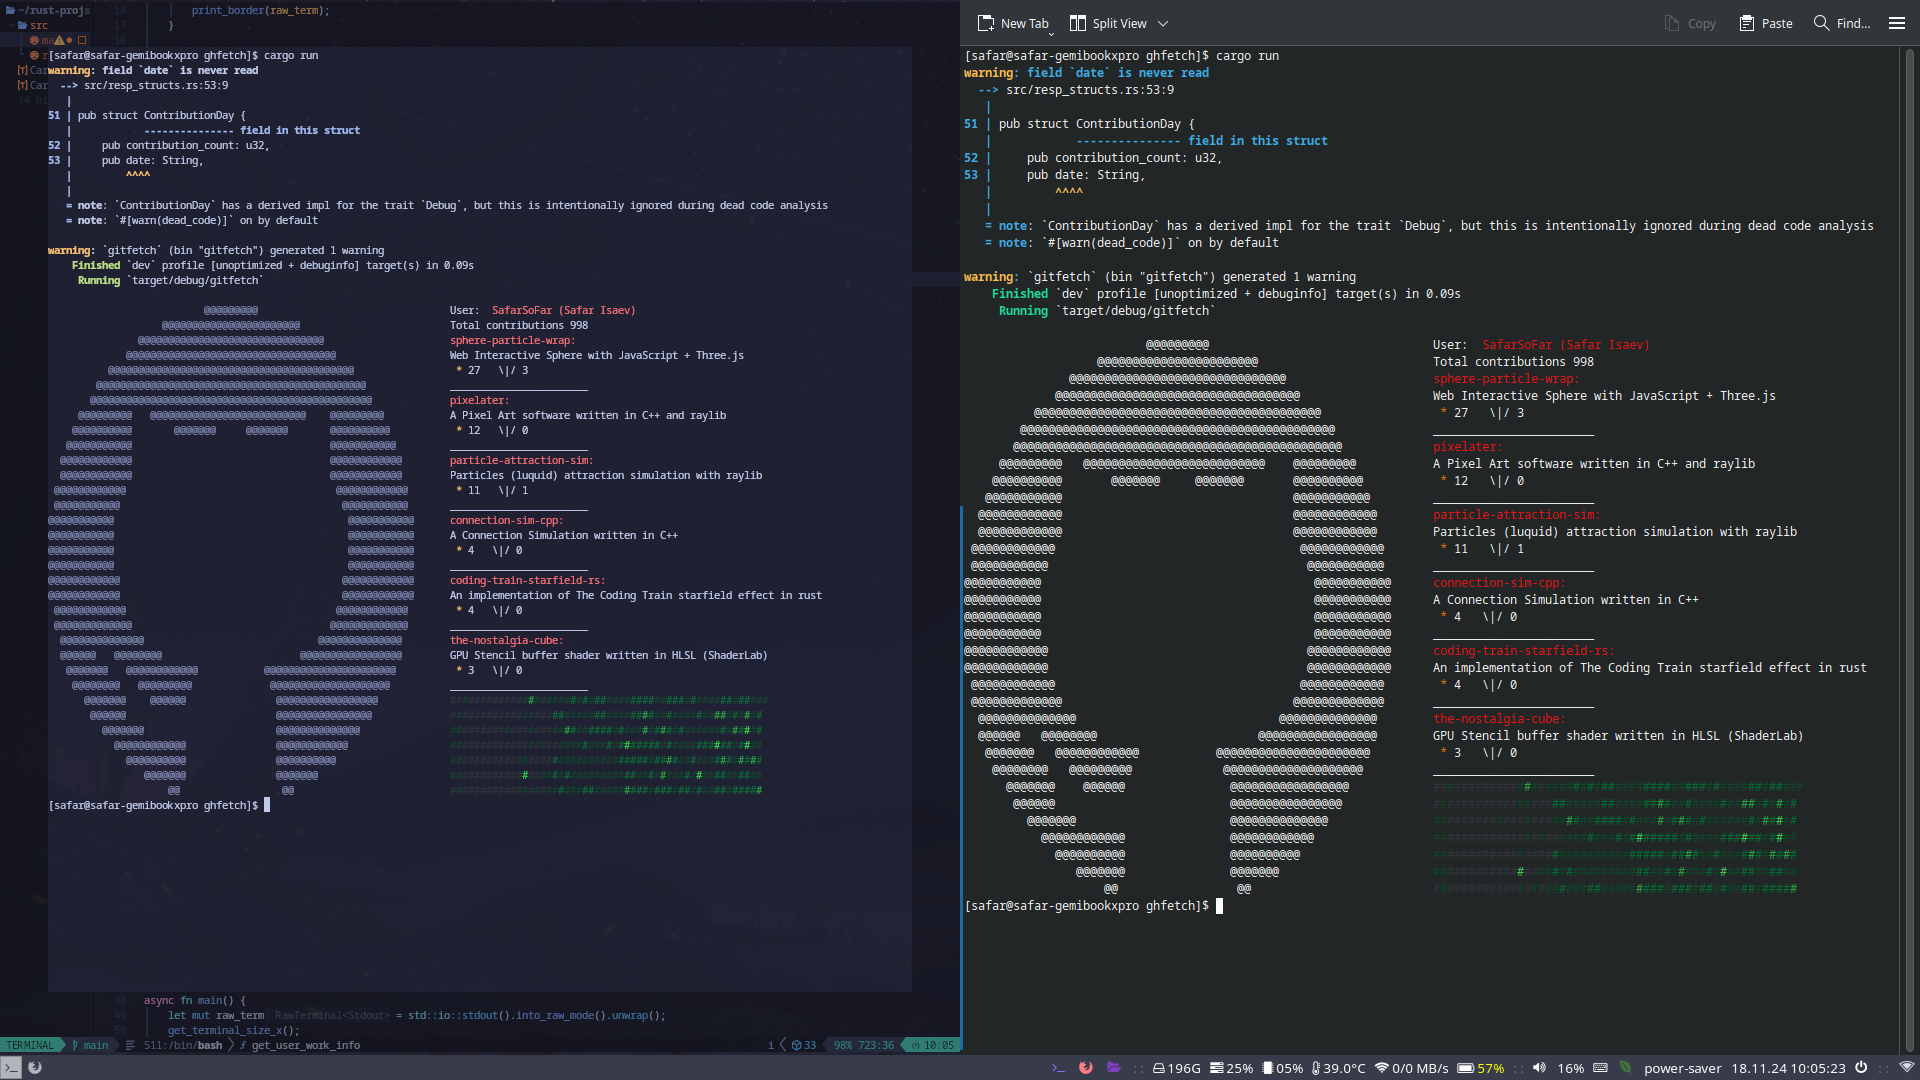 ~/rust-projs
src
18 print_border(raw_term);
17 }
16
[safar@safar-gemibookxpro ghfetch]$ cargo run
warning: field `date` is never read
--> src/resp_structs.rs:53:9
|
51 | pub struct ContributionDay {
| --------------- field in this struct
52 | pub contribution_count: u32,
53 | pub date: String,
| ^^^^
|
= note: `ContributionDay` has a derived impl for the trait `Debug`, but this is intentionally ignored during dead code analysis
= note: `#[warn(dead_code)]` on by default
warning: `gitfetch` (bin "gitfetch") generated 1 warning
Finished `dev` profile [unoptimized + debuginfo] target(s) in 0.09s
Running `target/debug/gitfetch`
User: SafarSoFar (Safar Isaev)
Total contributions 998
sphere-particle-wrap:
Web Interactive Sphere with JavaScript + Three.js
* 27 \|/ 3
_______________________
pixelater:
A Pixel Art software written in C++ and raylib
* 12 \|/ 0
_______________________
particle-attraction-sim:
Particles (luquid) attraction simulation with raylib
* 11 \|/ 1
_______________________
connection-sim-cpp:
A Connection Simulation written in C++
* 4 \|/ 0
_______________________
coding-train-starfield-rs:
An implementation of The Coding Train starfield effect in rust
* 4 \|/ 0
_______________________
the-nostalgia-cube:
GPU Stencil buffer shader written in HLSL (ShaderLab)
* 3 \|/ 0
_______________________
[safar@safar-gemibookxpro ghfetch]$
48 async fn main() {
49 let mut raw_term: RawTerminal<Stdout> = std::io::stdout().into_raw_mode().unwrap();
50 get_terminal_size_x();
TERMINAL main 511:/bin/bash get_user_work_info i 33 98% 723:36 10:05
New Tab Split View Copy Paste Find...
[safar@safar-gemibookxpro ghfetch]$ cargo run
warning: field `date` is never read
--> src/resp_structs.rs:53:9
|
51 | pub struct ContributionDay {
| --------------- field in this struct
52 | pub contribution_count: u32,
53 | pub date: String,
| ^^^^
|
= note: `ContributionDay` has a derived impl for the trait `Debug`, but this is intentionally ignored during dead code analysis
= note: `#[warn(dead_code)]` on by default
warning: `gitfetch` (bin "gitfetch") generated 1 warning
Finished `dev` profile [unoptimized + debuginfo] target(s) in 0.09s
Running `target/debug/gitfetch`
User: SafarSoFar (Safar Isaev)
Total contributions 998
sphere-particle-wrap:
Web Interactive Sphere with JavaScript + Three.js
* 27 \|/ 3
_______________________
pixelater:
A Pixel Art software written in C++ and raylib
* 12 \|/ 0
_______________________
particle-attraction-sim:
Particles (luquid) attraction simulation with raylib
* 11 \|/ 1
_______________________
connection-sim-cpp:
A Connection Simulation written in C++
* 4 \|/ 0
_______________________
coding-train-starfield-rs:
An implementation of The Coding Train starfield effect in rust
* 4 \|/ 0
_______________________
the-nostalgia-cube:
GPU Stencil buffer shader written in HLSL (ShaderLab)
* 3 \|/ 0
_______________________
[safar@safar-gemibookxpro ghfetch]$
196G 25% 05% 39.0°C 0/0 MB/s 57% 16% power-saver 18.11.24 10:05:23